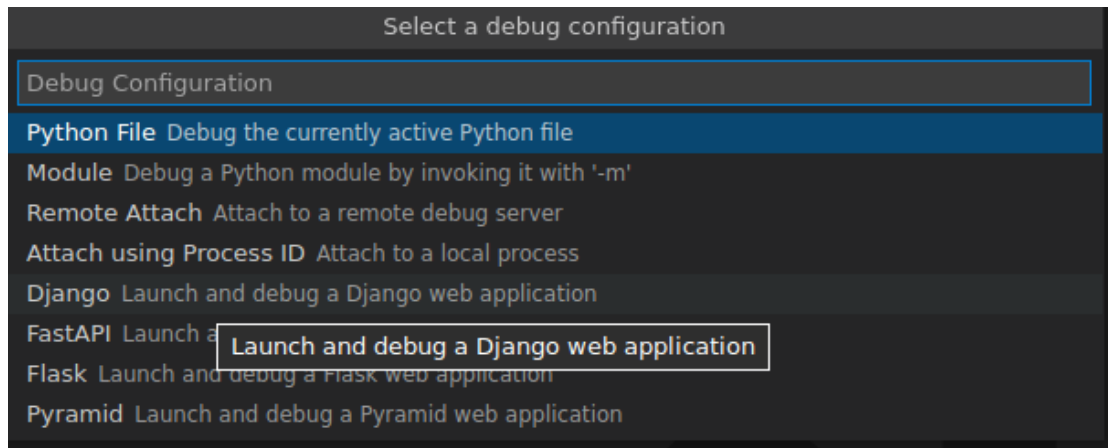 Select a debug configuration
Debug Configuration
Python File Debug the currently active Python file
Module Debug a Python module by invoking it with '-m'
Remote Attach Attach to a remote debug server
Attach using Process ID Attach to a local process
Django Launch and debug a Django web application
FastAPI Launch a
Launch and debug a Django web application
Flask Launch and debug a Flask web application
Pyramid Launch and debug a Pyramid web application